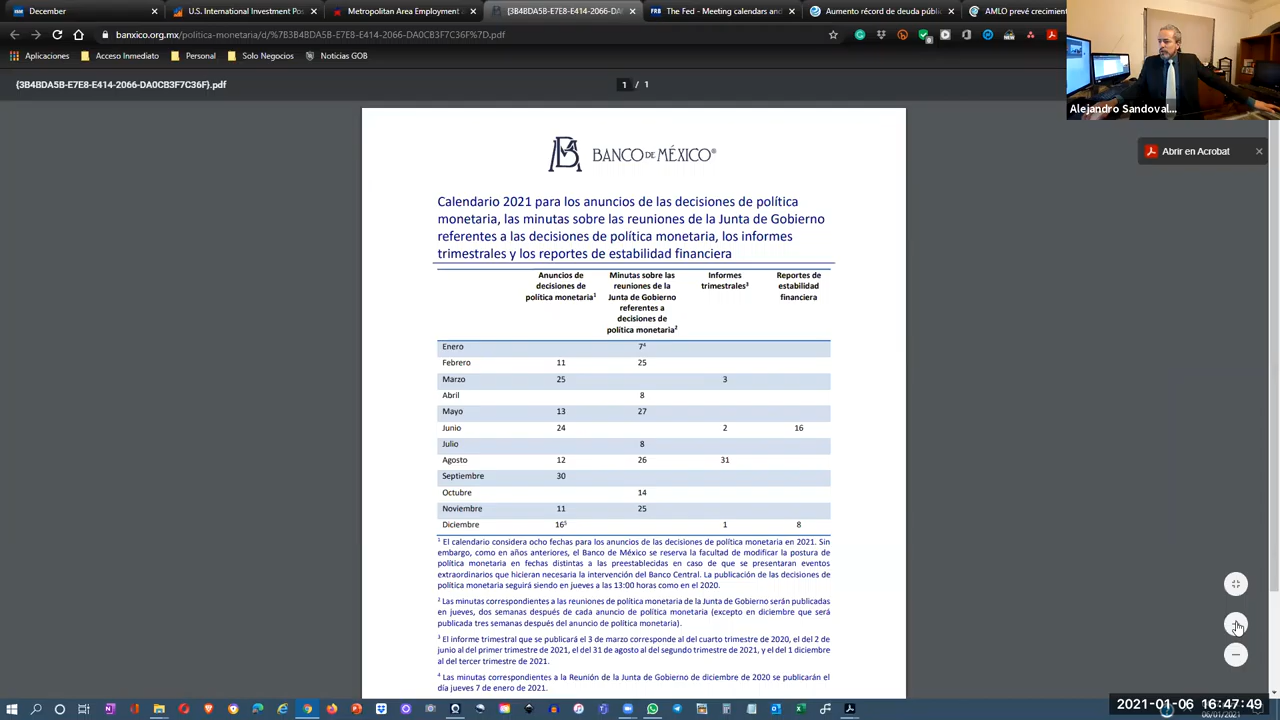 December
U.S. International Investment Pos
Metropolitan Area Employment
{3B4BDA5B-E7E8-E414-2066-DA0
FRB The Fed - Meeting calendars and
Aumento récord de deuda públi
AMLO prevé crecimient
banxico.org.mx/politica-monetaria/d/%7B3B4BDA5B-E7E8-E414-2066-DA0CB3F7C36F%7D.pdf
Aplicaciones
Acceso Inmediato
Personal
Solo Negocios
Noticias GOB
{3B4BDA5B-E7E8-E414-2066-DA0CB3F7C36F}.pdf
1 / 1
Alejandro Sandoval...
Abrir en Acrobat
BANCO DE MÉXICO®
Calendario 2021 para los anuncios de las decisiones de política
monetaria, las minutas sobre las reuniones de la Junta de Gobierno
referentes a las decisiones de política monetaria, los informes
trimestrales y los reportes de estabilidad financiera
Anuncios de decisiones de política monetaria¹
Minutas sobre las reuniones de la Junta de Gobierno referentes a decisiones de política monetaria²
Informes trimestrales³
Reportes de estabilidad financiera
Enero 7⁴
Febrero 11 25
Marzo 25 3
Abril 8
Mayo 13 27
Junio 24 2 16
Julio 8
Agosto 12 26 31
Septiembre 30
Octubre 14
Noviembre 11 25
Diciembre 16⁵ 1 8
¹ El calendario considera ocho fechas para los anuncios de las decisiones de política monetaria en 2021. Sin
embargo, como en años anteriores, el Banco de México se reserva la facultad de modificar la postura de
política monetaria en fechas distintas a las preestablecidas en caso de que se presentaran eventos
extraordinarios que hicieran necesaria la intervención del Banco Central. La publicación de las decisiones de
política monetaria seguirá siendo en jueves a las 13:00 horas como en el 2020.
² Las minutas correspondientes a las reuniones de política monetaria de la Junta de Gobierno serán publicadas
en jueves, dos semanas después de cada anuncio de política monetaria (excepto en diciembre que será
publicada tres semanas después del anuncio de política monetaria).
³ El informe trimestral que se publicará el 3 de marzo corresponde al del cuarto trimestre de 2020, el del 2 de
junio al del primer trimestre de 2021, el del 31 de agosto al del segundo trimestre de 2021, y el del 1 diciembre
al del tercer trimestre de 2021.
⁴ Las minutas correspondientes a la Reunión de la Junta de Gobierno de diciembre de 2020 se publicarán el
día jueves 7 de enero de 2021.
2021-01-06 16:47:49
06/01/2021